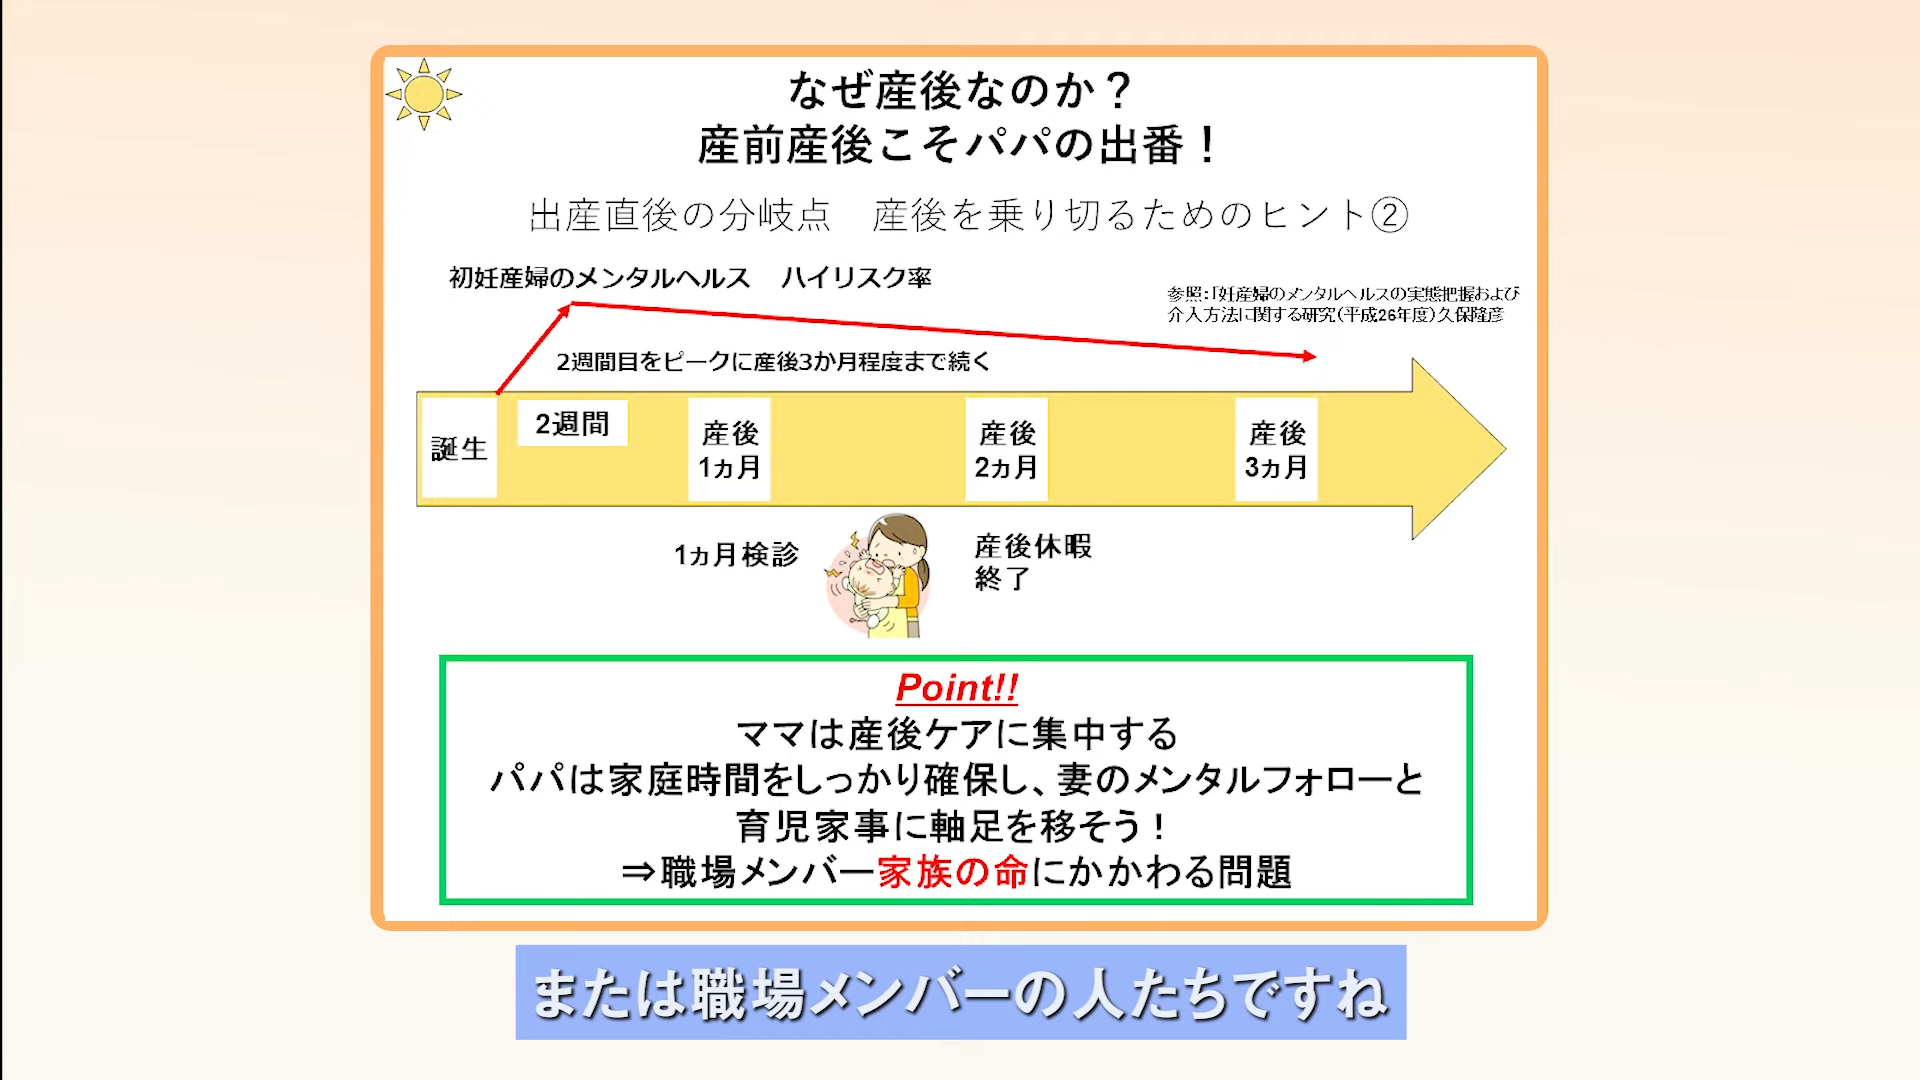 なぜ産後なのか？
産前産後こそパパの出番！
出産直後の分岐点　産後を乗り切るためのヒント②
初妊産婦のメンタルヘルス　ハイリスク率
参照：「妊産婦のメンタルヘルスの実態把握および
介入方法に関する研究（平成26年度）久保隆彦
2週間目をピークに産後3か月程度まで続く
誕生
2週間
産後
1ヵ月
産後
2ヵ月
産後
3ヵ月
1ヵ月検診
産後休暇
終了
Point!!
ママは産後ケアに集中する
パパは家庭時間をしっかり確保し、妻のメンタルフォローと
育児家事に軸足を移そう！
⇒職場メンバー家族の命にかかわる問題
または職場メンバーの人たちですね